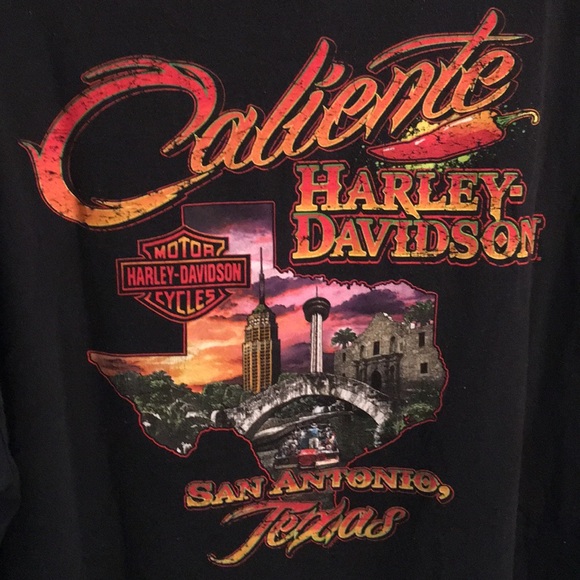 Caliente
HARLEY-
DAVIDSON
MOTOR
HARLEY-DAVIDSON
CYCLES
SAN ANTONIO,
Texas